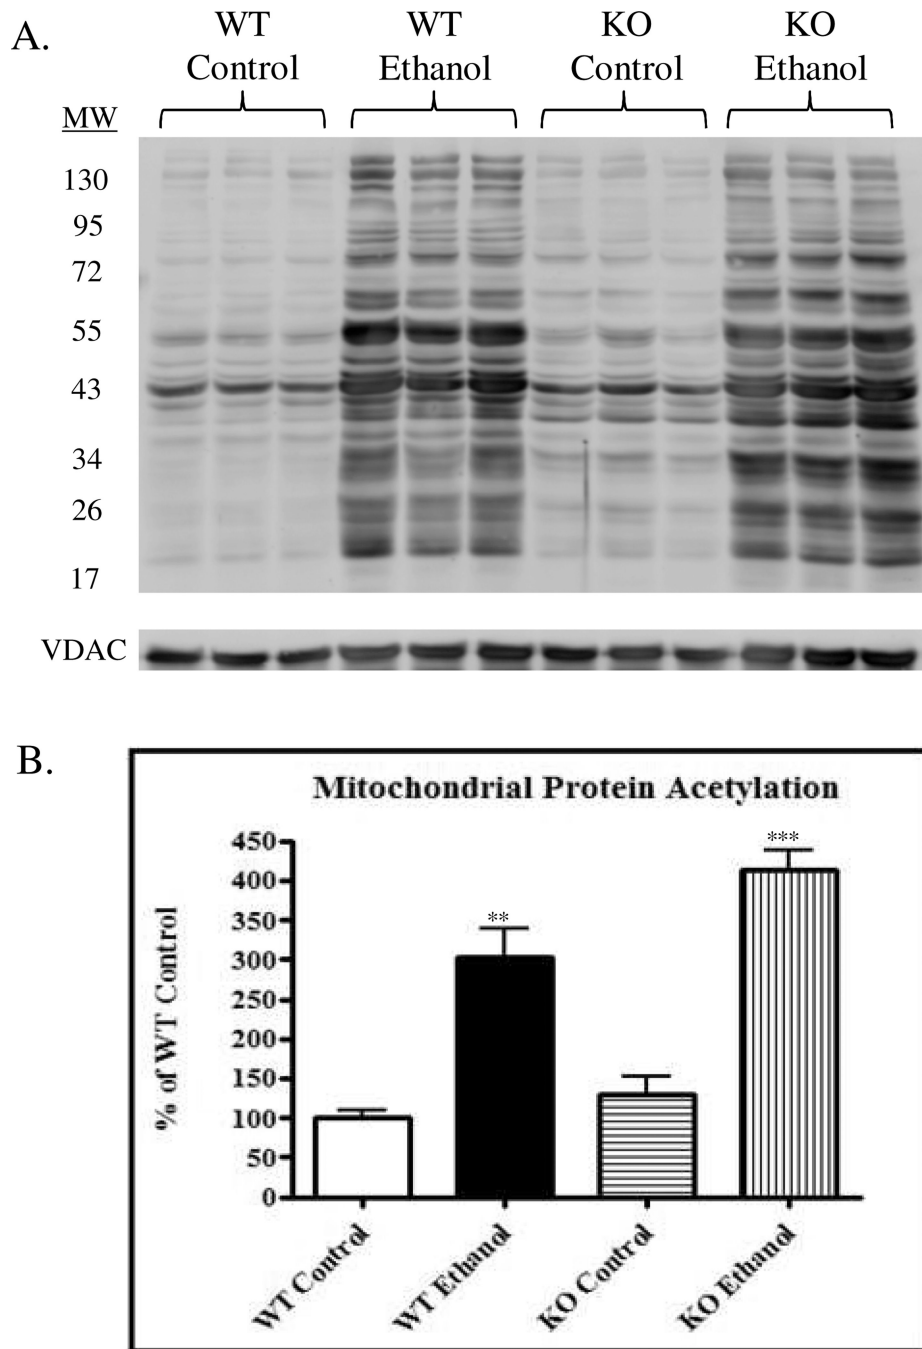 A.
WT WT KO KO
Control Ethanol Control Ethanol
MW
130
95
72
55
43
34
26
17
VDAC
B.
Mitochondrial Protein Acetylation
% of WT Control
450
400
350
300
250
200
150
100
50
0
**
***
WT Control
WT Ethanol
KO Control
KO Ethanol